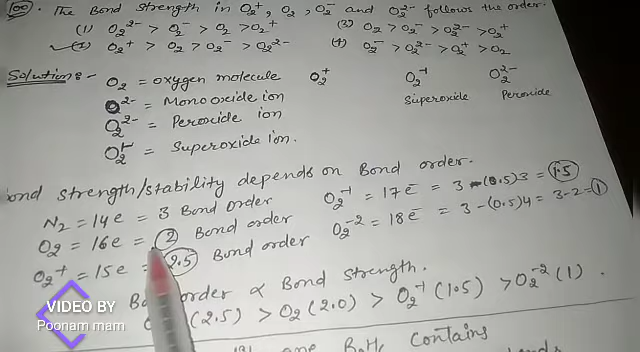 100. The Bond Strength in O₂⁺, O₂, O₂⁻ and O₂²⁻ follows the order.
(1) O₂²⁻ > O₂⁻ > O₂ > O₂⁺ (3) O₂ > O₂⁻ > O₂²⁻ > O₂⁺
O₂⁺ > O₂ > O₂⁻ > O₂²⁻ (4) O₂⁻ > O₂²⁻ > O₂⁺ > O₂
Solution:- O₂ = oxygen molecule O₂⁺ O₂⁻¹ O₂²⁻
O²⁻ = Monooxide ion Superoxide Peroxide
O₂²⁻ = Peroxide ion
O₂⁻ = Superoxide ion.
ond strength/stability depends on Bond order.
N₂ = 14e = 3 Bond order O₂⁻¹ = 17e̅ = 3-(0.5)3 = 1.5
O₂ = 16e = 2 Bond order O₂⁻² = 18e̅ = 3-(0.5)4 = 3-2 = 1
O₂⁺ = 15e = 2.5 Bond order
order ∝ Bond Strength.
(2.5) > O₂(2.0) > O₂⁻¹(1.5) > O₂⁻²(1).
contains
VIDEO BY
Poonam mam